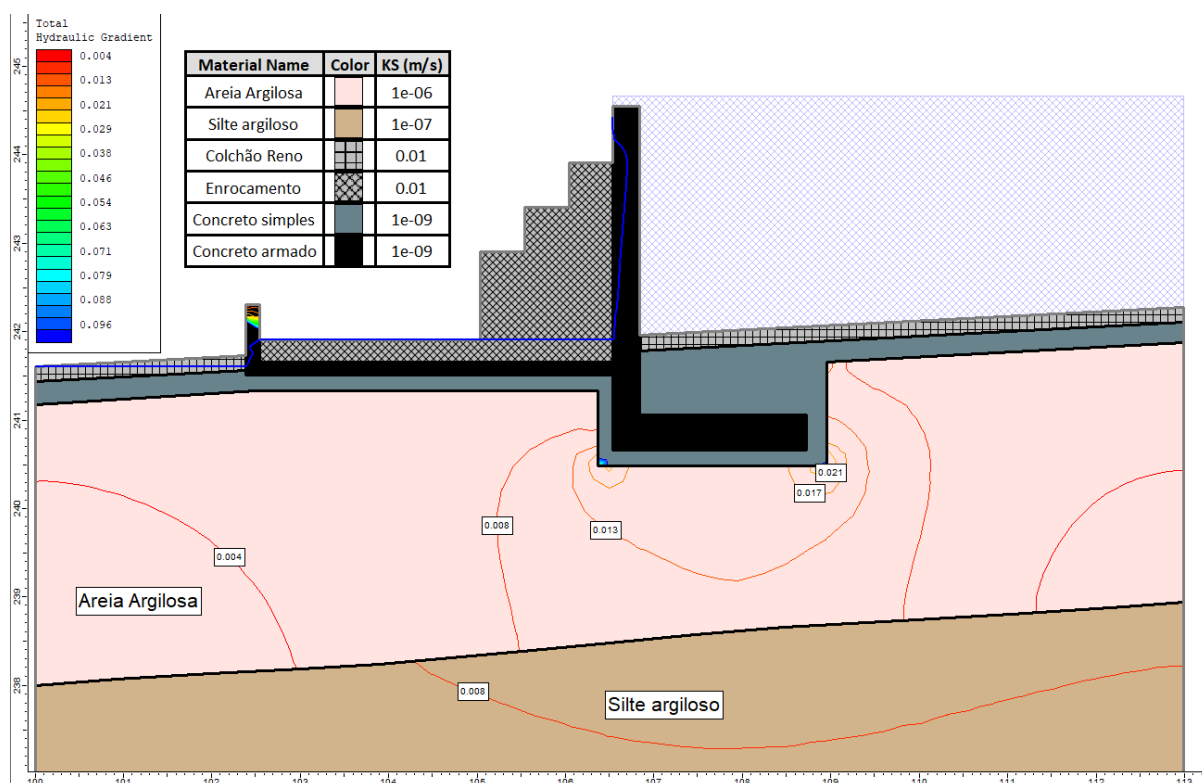 Total
Hydraulic Gradient
0.004
0.013
0.021
0.029
0.038
0.046
0.054
0.063
0.071
0.079
0.088
0.096
Material Name Color KS (m/s)
Areia Argilosa 1e-06
Silte argiloso 1e-07
Colchão Reno 0.01
Enrocamento 0.01
Concreto simples 1e-09
Concreto armado 1e-09
245
244
243
242
241
240
239
238
0.021
0.017
0.008
0.013
0.004
Areia Argilosa
0.008
Silte argiloso
100 101 102 103 104 105 106 107 108 109 110 111 112 113